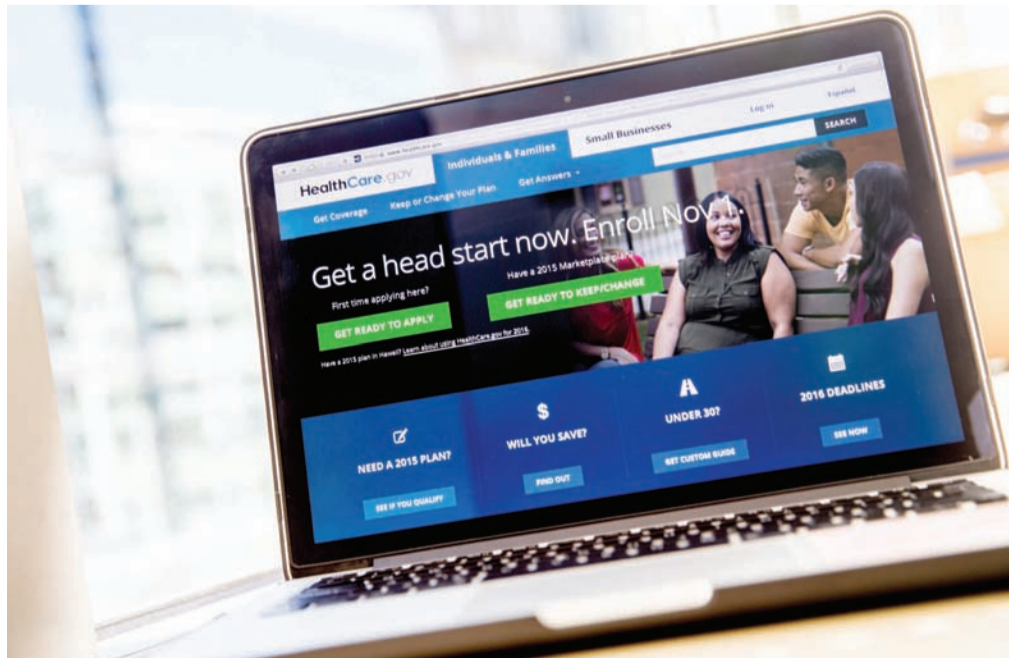 www.healthcare.gov
HealthCare.gov
Individuals & Families
Small Businesses
Log in
Español
Get Coverage
Keep or Change Your Plan
Get Answers
SEARCH
Get a head start now. Enroll Nov 1.
First time applying here?
Have a 2015 Marketplace plan?
GET READY TO APPLY
GET READY TO KEEP/CHANGE
Have a 2015 plan in Hawaii? Learn about using HealthCare.gov for 2016.
NEED A 2015 PLAN?
$
WILL YOU SAVE?
UNDER 30?
2016 DEADLINES
SEE IF YOU QUALIFY
FIND OUT
GET CUSTOM GUIDE
SEE NOW